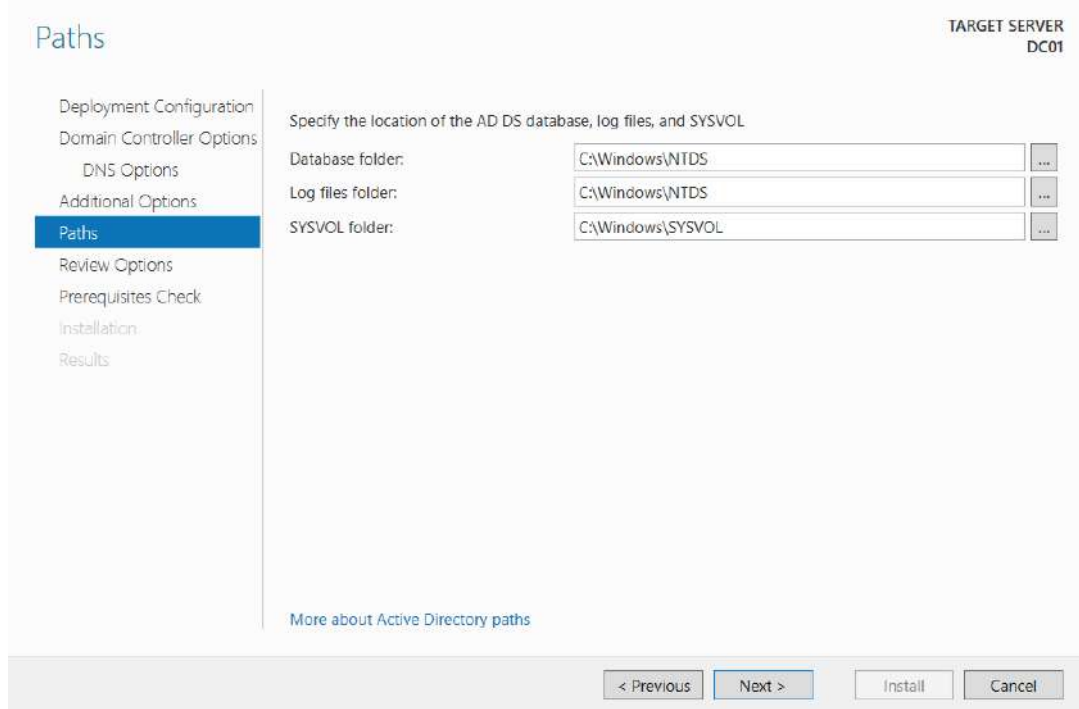 Paths
TARGET SERVER
DC01
Deployment Configuration
Domain Controller Options
DNS Options
Additional Options
Paths
Review Options
Prerequisites Check
Installation
Results
Specify the location of the AD DS database, log files, and SYSVOL
Database folder: C:\Windows\NTDS ...
Log files folder: C:\Windows\NTDS ...
SYSVOL folder: C:\Windows\SYSVOL ...
More about Active Directory paths
< Previous Next > Install Cancel